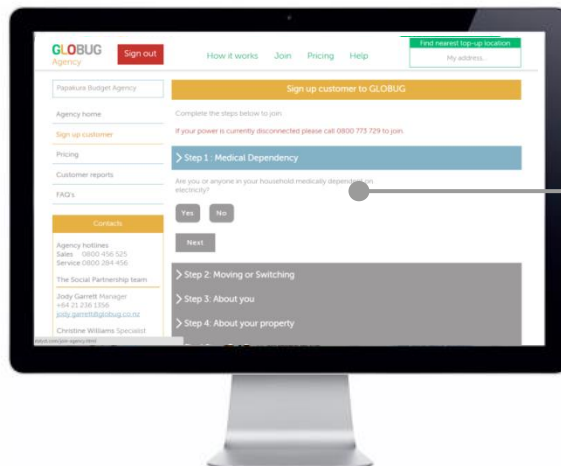 GLOBUG
Agency
Sign out
How it works Join Pricing Help
Find nearest top-up location
My address...
Papakura Budget Agency
Agency home
Sign up customer
Pricing
Customer reports
FAQ's
Contacts
Agency hotlines
Sales 0800 456 525
Service 0800 284 456
The Social Partnership team
Jody Garrett Manager
+64 21 236 1356
jody.garrett@globug.co.nz
Christine Williams Specialist
Sign up customer to GLOBUG
Complete the steps below to join.
If your power is currently disconnected please call 0800 773 729 to join.
Step 1 : Medical Dependency
Are you or anyone in your household medically dependent on
electricity?
Yes No
Next
Step 2: Moving or Switching
Step 3: About you
Step 4: About your property